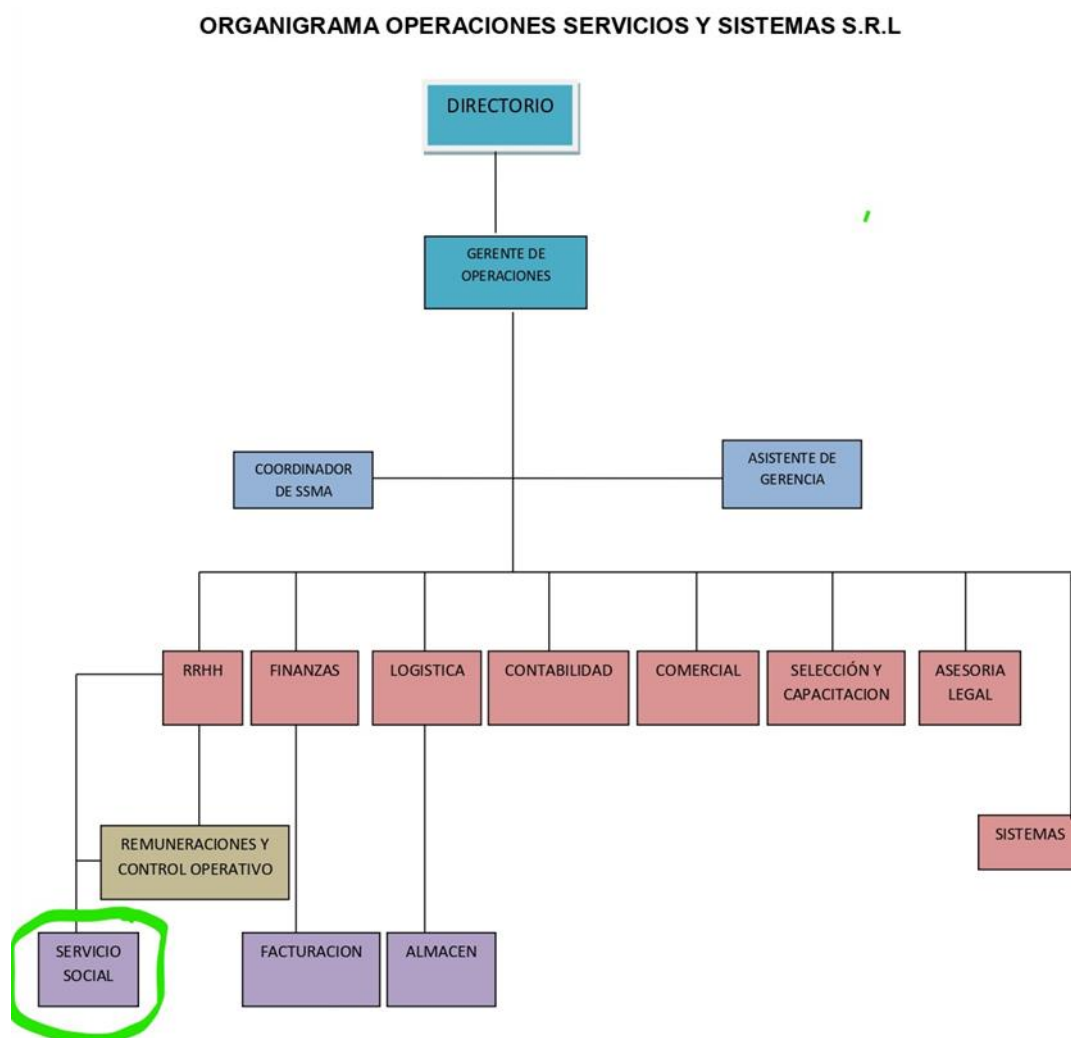 ORGANIGRAMA OPERACIONES SERVICIOS Y SISTEMAS S.R.L
DIRECTORIO
GERENTE DE
OPERACIONES
COORDINADOR
DE SSMA
ASISTENTE DE
GERENCIA
RRHH
FINANZAS
LOGISTICA
CONTABILIDAD
COMERCIAL
SELECCIÓN Y
CAPACITACION
ASESORIA
LEGAL
REMUNERACIONES Y
CONTROL OPERATIVO
SISTEMAS
SERVICIO
SOCIAL
FACTURACION
ALMACEN